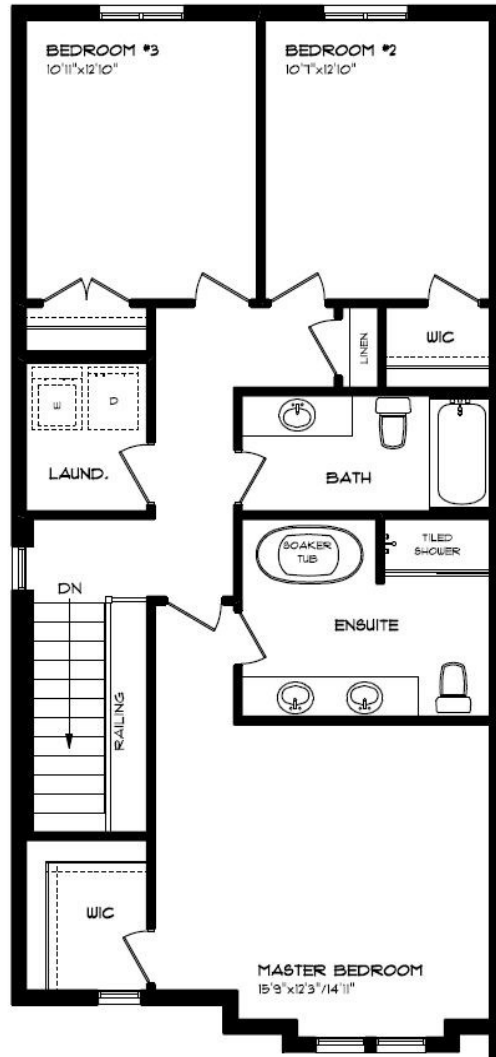 BEDROOM #3
10'11"x12'10"
BEDROOM #2
10'7"x12'10"
LINEN
WIC
D
LAUND.
BATH
SOAKER
TUB
TILED
SHOWER
DN
ENSUITE
RAILING
WIC
MASTER BEDROOM
15'9"x12'3"/14'11"